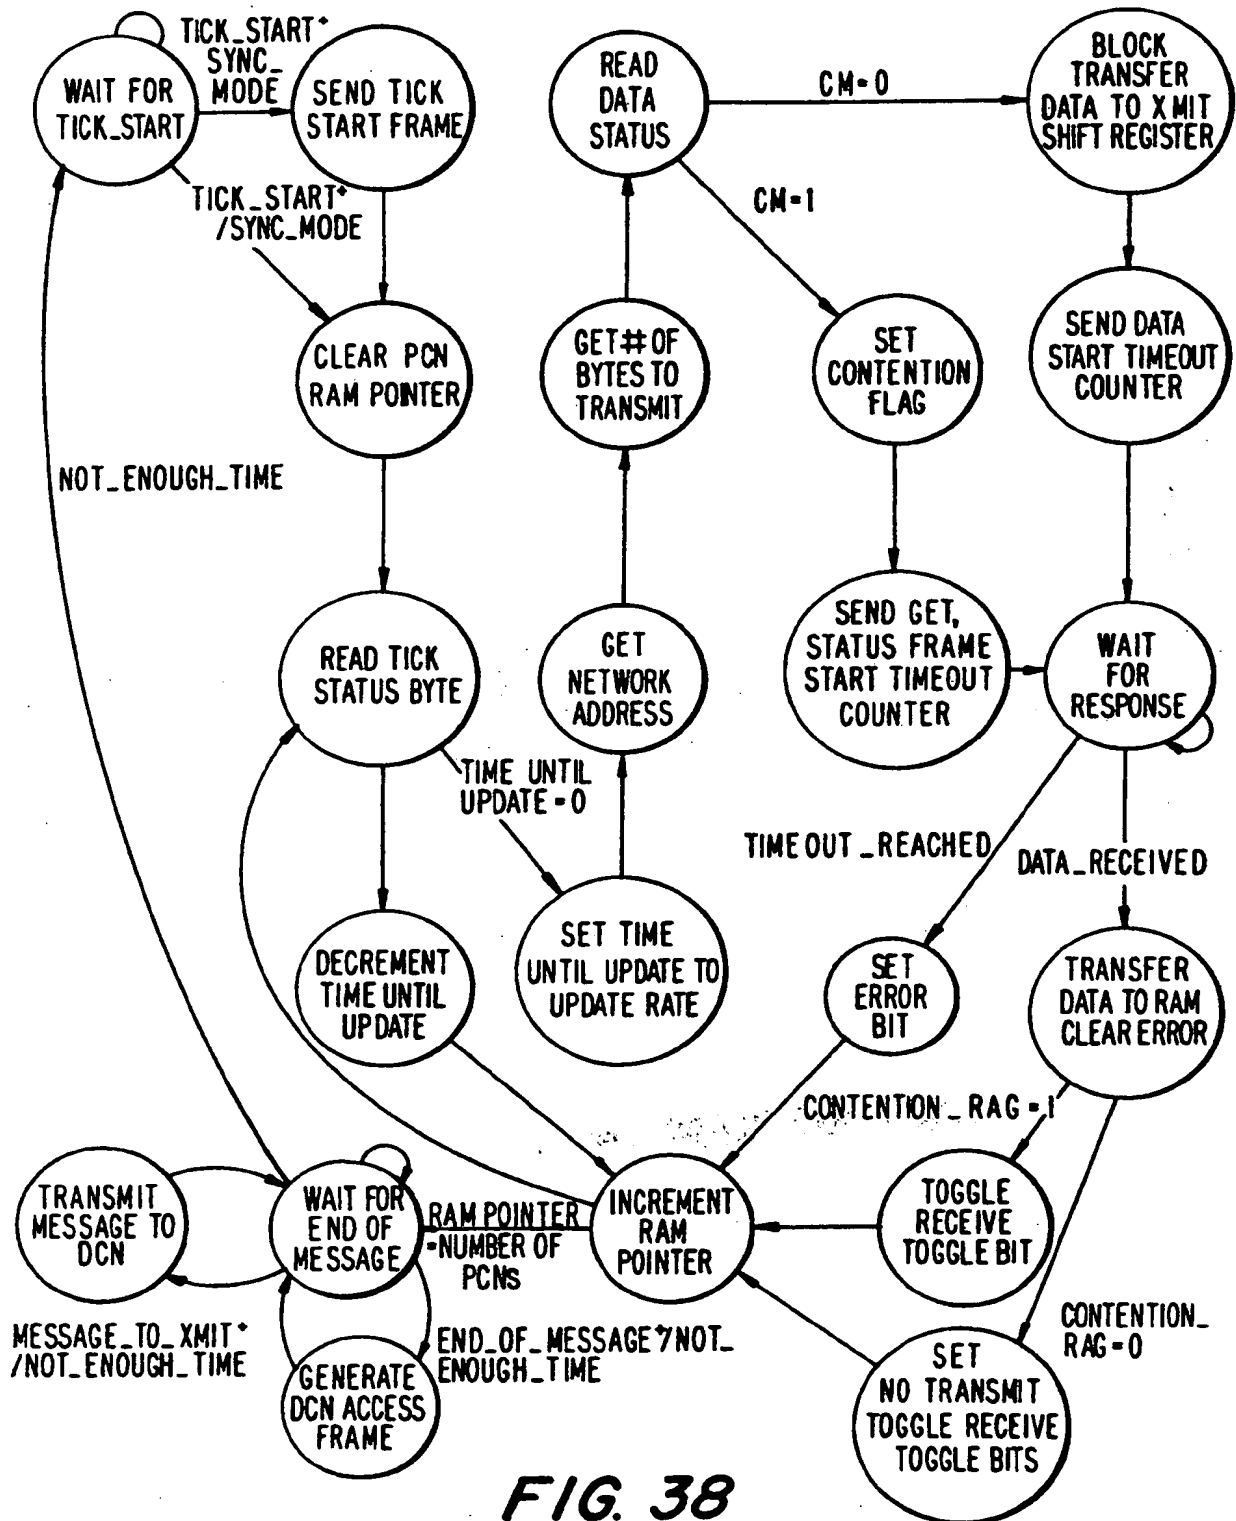 WAIT FOR
TICK_START
TICK_START*
SYNC_
MODE
SEND TICK
START FRAME
TICK_START*
/SYNC_MODE
CLEAR PCN
RAM POINTER
NOT_ENOUGH_TIME
READ TICK
STATUS BYTE
TIME UNTIL
UPDATE=0
DECREMENT
TIME UNTIL
UPDATE
SET TIME
UNTIL UPDATE TO
UPDATE RATE
GET
NETWORK
ADDRESS
GET # OF
BYTES TO
TRANSMIT
READ
DATA
STATUS
CM=0
CM=1
BLOCK
TRANSFER
DATA TO XMIT
SHIFT REGISTER
SET
CONTENTION
FLAG
SEND DATA
START TIMEOUT
COUNTER
SEND GET,
STATUS FRAME
START TIMEOUT
COUNTER
WAIT
FOR
RESPONSE
TIMEOUT_REACHED
DATA_RECEIVED
SET
ERROR
BIT
TRANSFER
DATA TO RAM
CLEAR ERROR
CONTENTION_RAG=1
CONTENTION_
RAG=0
TOGGLE
RECEIVE
TOGGLE BIT
SET
NO TRANSMIT
TOGGLE RECEIVE
TOGGLE BITS
INCREMENT
RAM
POINTER
RAM POINTER
=NUMBER OF
PCNs
WAIT FOR
END OF
MESSAGE
TRANSMIT
MESSAGE TO
DCN
MESSAGE_TO_XMIT*
/NOT_ENOUGH_TIME
END_OF_MESSAGE*/NOT_
ENOUGH_TIME
GENERATE
DCN ACCESS
FRAME
FIG. 38